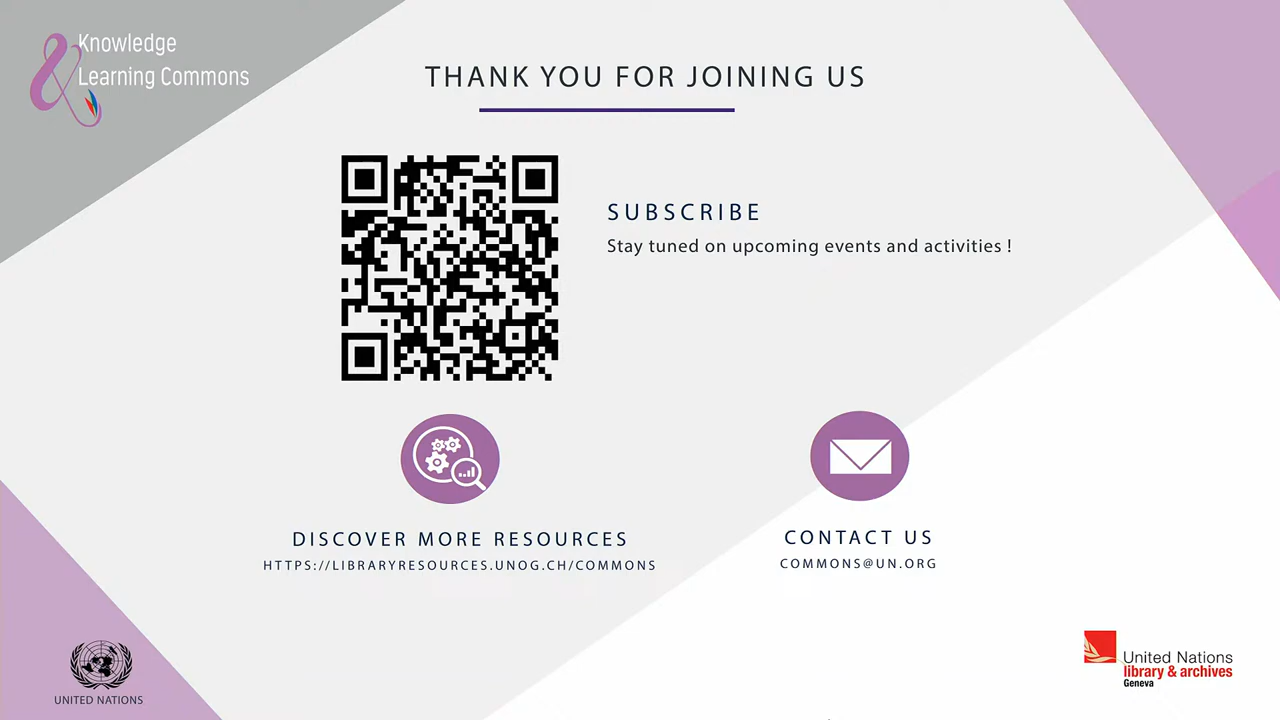 Knowledge
& Learning Commons
THANK YOU FOR JOINING US
SUBSCRIBE
Stay tuned on upcoming events and activities !
DISCOVER MORE RESOURCES
HTTPS://LIBRARYRESOURCES.UNOG.CH/COMMONS
CONTACT US
COMMONS@UN.ORG
UNITED NATIONS
United Nations
library & archives
Geneva